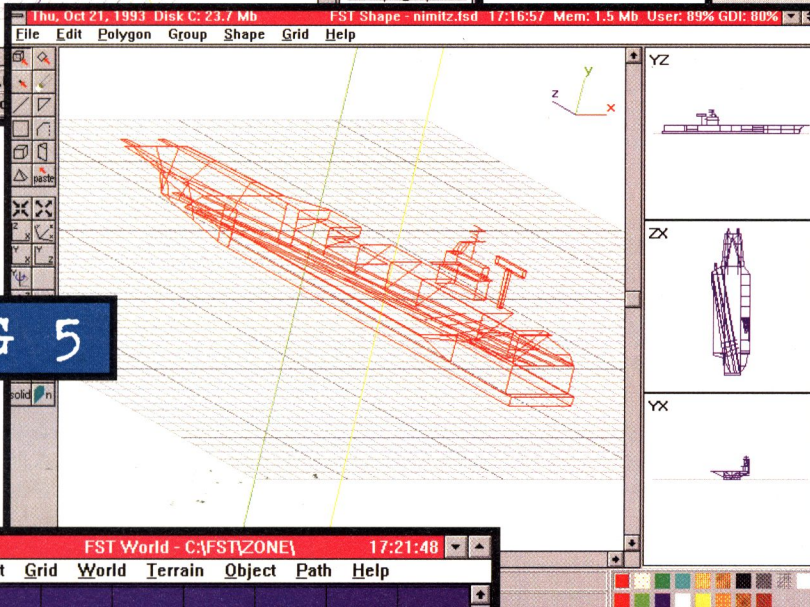 Thu, Oct 21, 1993 Disk C: 23.7 Mb FST Shape - nimitz.fsd 17:16:57 Mem: 1.5 Mb User: 89% GDI: 80%
File Edit Polygon Group Shape Grid Help
YZ
y
z
x
paste
ZX
Z
X
Y
X
Y
Z
G 5
solid
n
YX
FST World - C:\FST\ZONE\ 17:21:48
t Grid World Terrain Object Path Help